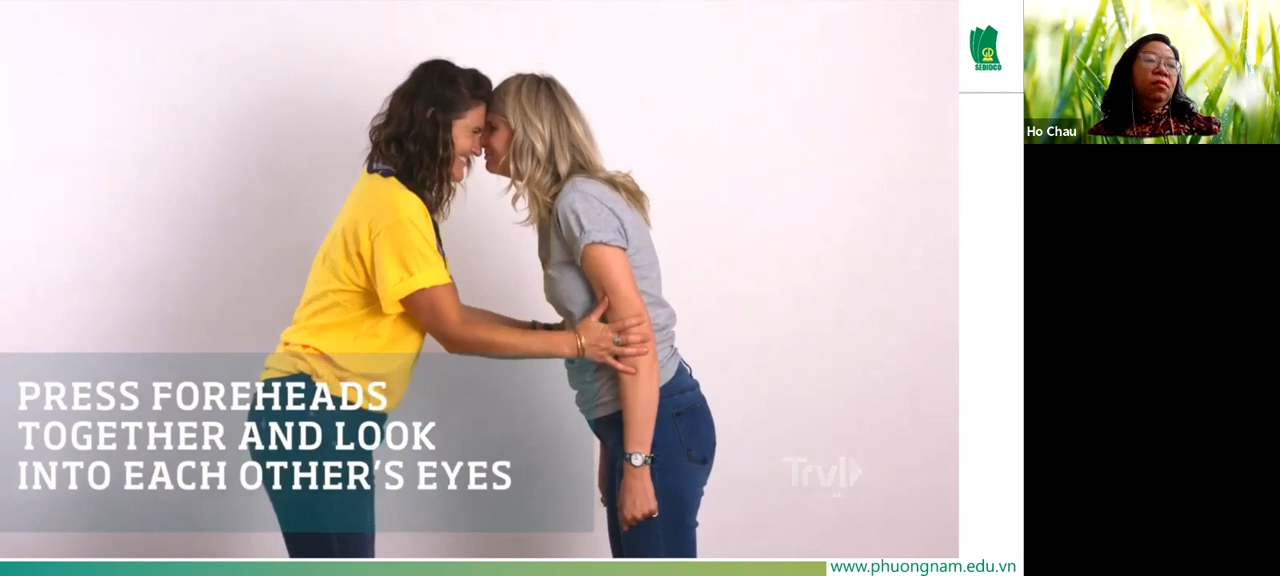 PRESS FOREHEADS
TOGETHER AND LOOK
INTO EACH OTHER'S EYES
Trvl
SEDIDCO
Ho Chau
www.phuongnam.edu.vn